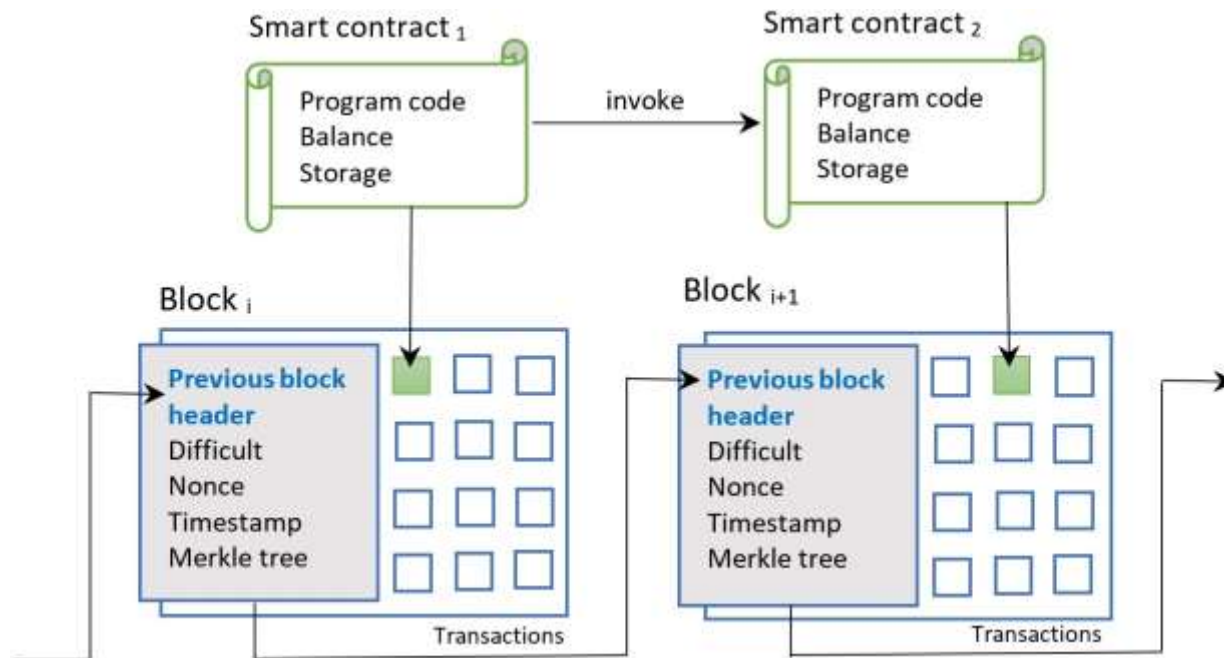 Smart contract 1
Program code
Balance
Storage
invoke
Smart contract 2
Program code
Balance
Storage
Block i
Previous block
header
Difficult
Nonce
Timestamp
Merkle tree
Transactions
Block i+1
Previous block
header
Difficult
Nonce
Timestamp
Merkle tree
Transactions